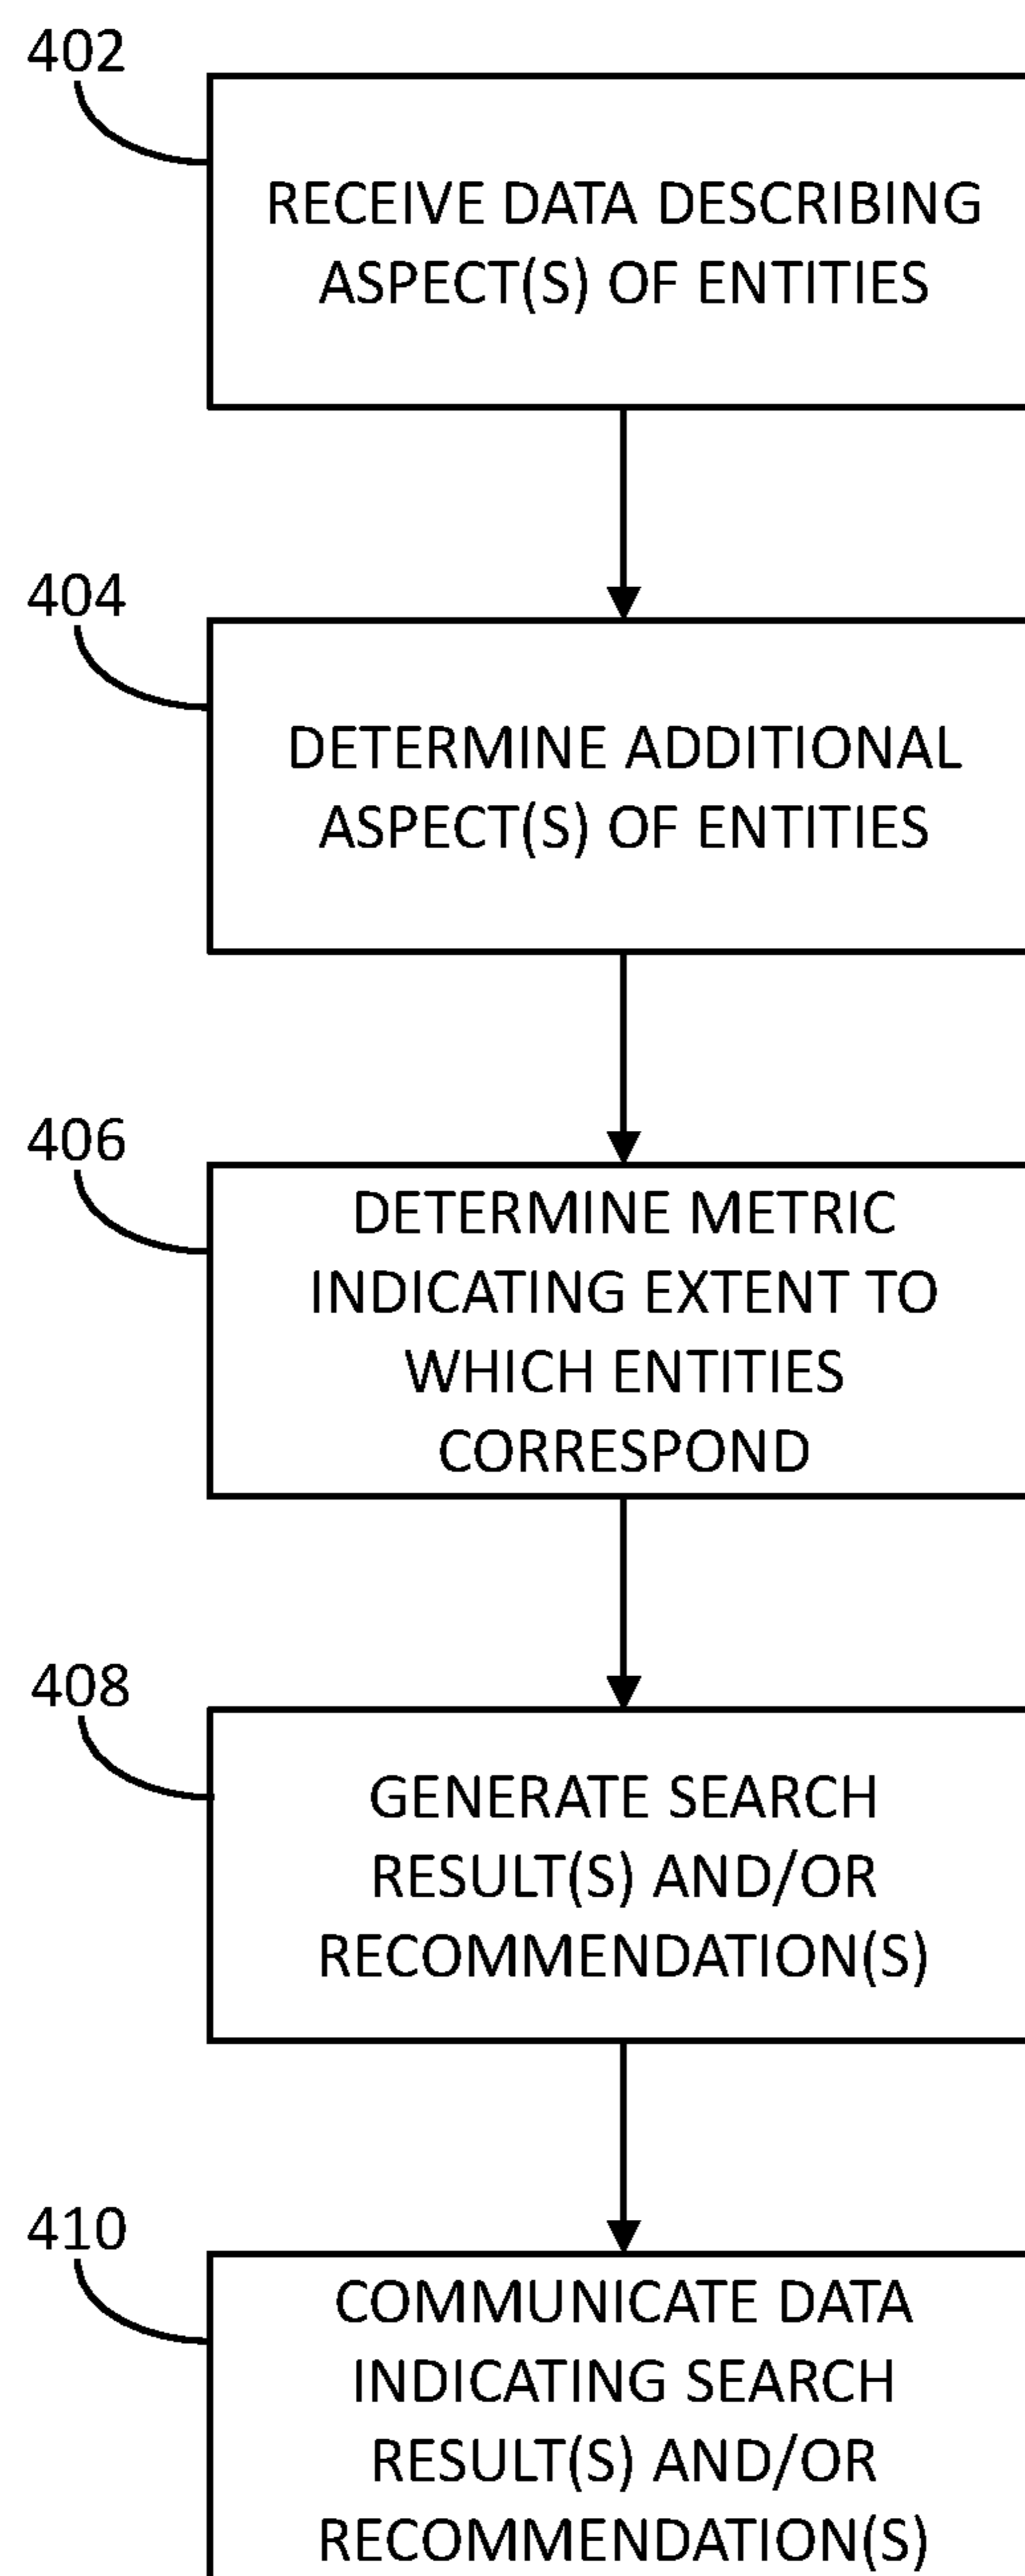 402
RECEIVE DATA DESCRIBING
ASPECT(S) OF ENTITIES
404
DETERMINE ADDITIONAL
ASPECT(S) OF ENTITIES
406
DETERMINE METRIC
INDICATING EXTENT TO
WHICH ENTITIES
CORRESPOND
408
GENERATE SEARCH
RESULT(S) AND/OR
RECOMMENDATION(S)
410
COMMUNICATE DATA
INDICATING SEARCH
RESULT(S) AND/OR
RECOMMENDATION(S)